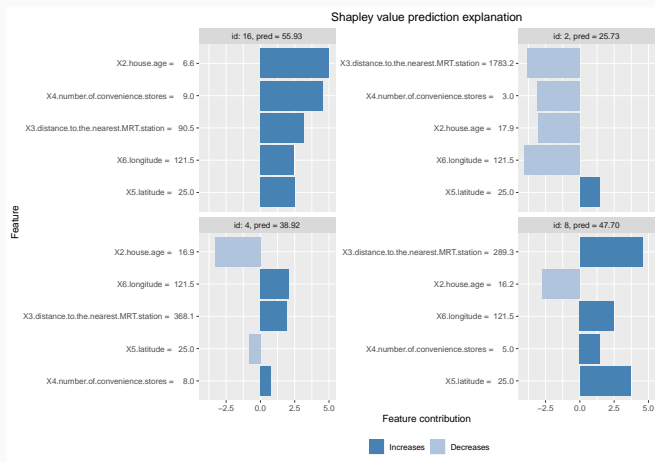 Shapley value prediction explanation
id: 16, pred = 55.93
X2.house.age = 6.6
X4.number.of.convenience.stores = 9.0
X3.distance.to.the.nearest.MRT.station = 90.5
X6.longitude = 121.5
X5.latitude = 25.0
id: 2, pred = 25.73
X3.distance.to.the.nearest.MRT.station = 1783.2
X4.number.of.convenience.stores = 3.0
X2.house.age = 17.9
X6.longitude = 121.5
X5.latitude = 25.0
Feature
id: 4, pred = 38.92
X2.house.age = 16.9
X6.longitude = 121.5
X3.distance.to.the.nearest.MRT.station = 368.1
X5.latitude = 25.0
X4.number.of.convenience.stores = 8.0
−2.5 0.0 2.5 5.0
id: 8, pred = 47.70
X3.distance.to.the.nearest.MRT.station = 289.3
X2.house.age = 16.2
X6.longitude = 121.5
X4.number.of.convenience.stores = 5.0
X5.latitude = 25.0
−2.5 0.0 2.5 5.0
Feature contribution
Increases Decreases